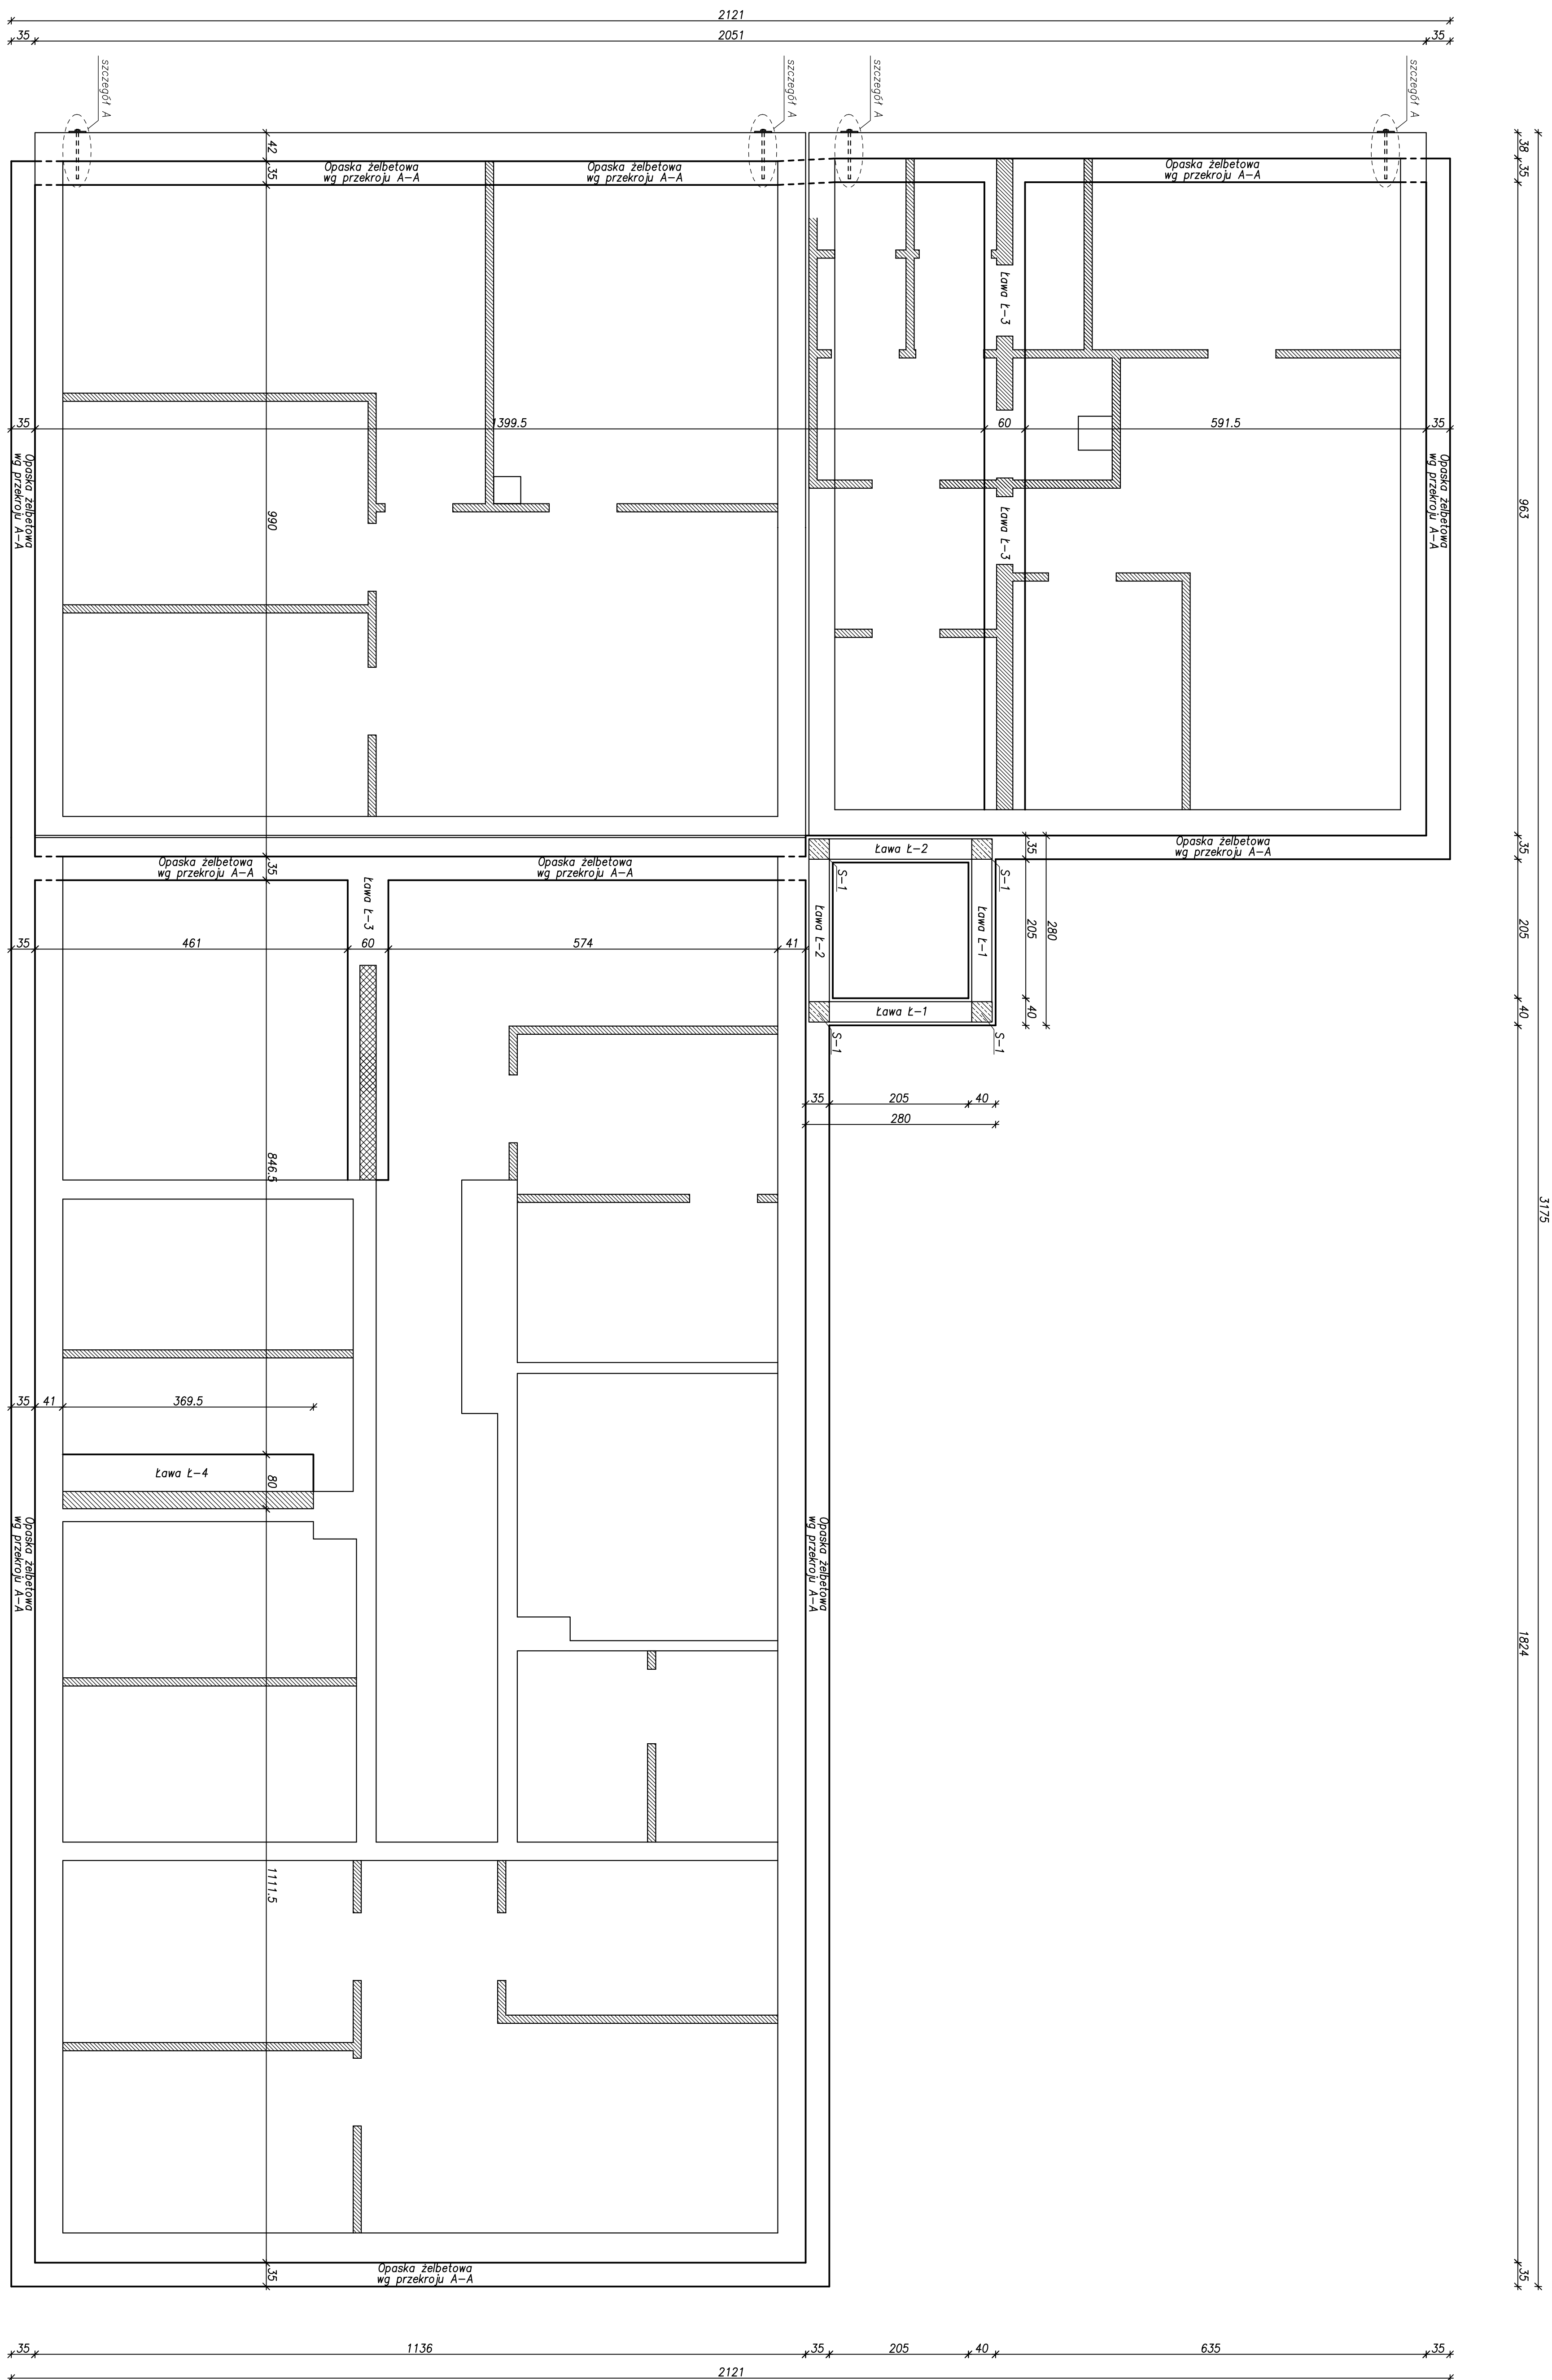 2121
35
2051
35
szczegół A
szczegół A
szczegół A
szczegół A
42
35
38
35
Opaska żelbetowa
wg przekroju A-A
Opaska żelbetowa
wg przekroju A-A
Opaska żelbetowa
wg przekroju A-A
Ława Ł-3
35
1399.5
60
591.5
35
Opaska żelbetowa
wg przekroju A-A
990
Ława Ł-3
Opaska żelbetowa
wg przekroju A-A
963
Opaska żelbetowa
wg przekroju A-A
35
Opaska żelbetowa
wg przekroju A-A
Ława Ł-2
35
Opaska żelbetowa
wg przekroju A-A
35
Ława Ł-3
S-1
S-1
35
461
60
574
41
Ława Ł-2
Ława Ł-1
205
280
205
Ława Ł-1
40
40
S-1
S-1
35
205
40
280
846.5
3175
35
41
369.5
Ława Ł-4
80
Opaska żelbetowa
wg przekroju A-A
Opaska żelbetowa
wg przekroju A-A
1824
1111.5
Opaska żelbetowa
wg przekroju A-A
35
35
35
1136
35
205
40
635
35
2121